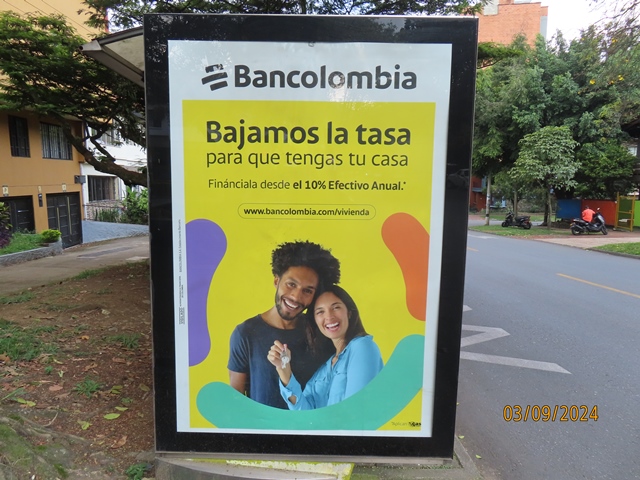 Bancolombia
Bajamos la tasa
para que tengas tu casa
Fináncialа desde el 10% Efectivo Anual.*
www.bancolombia.com/vivienda
03/09/2024